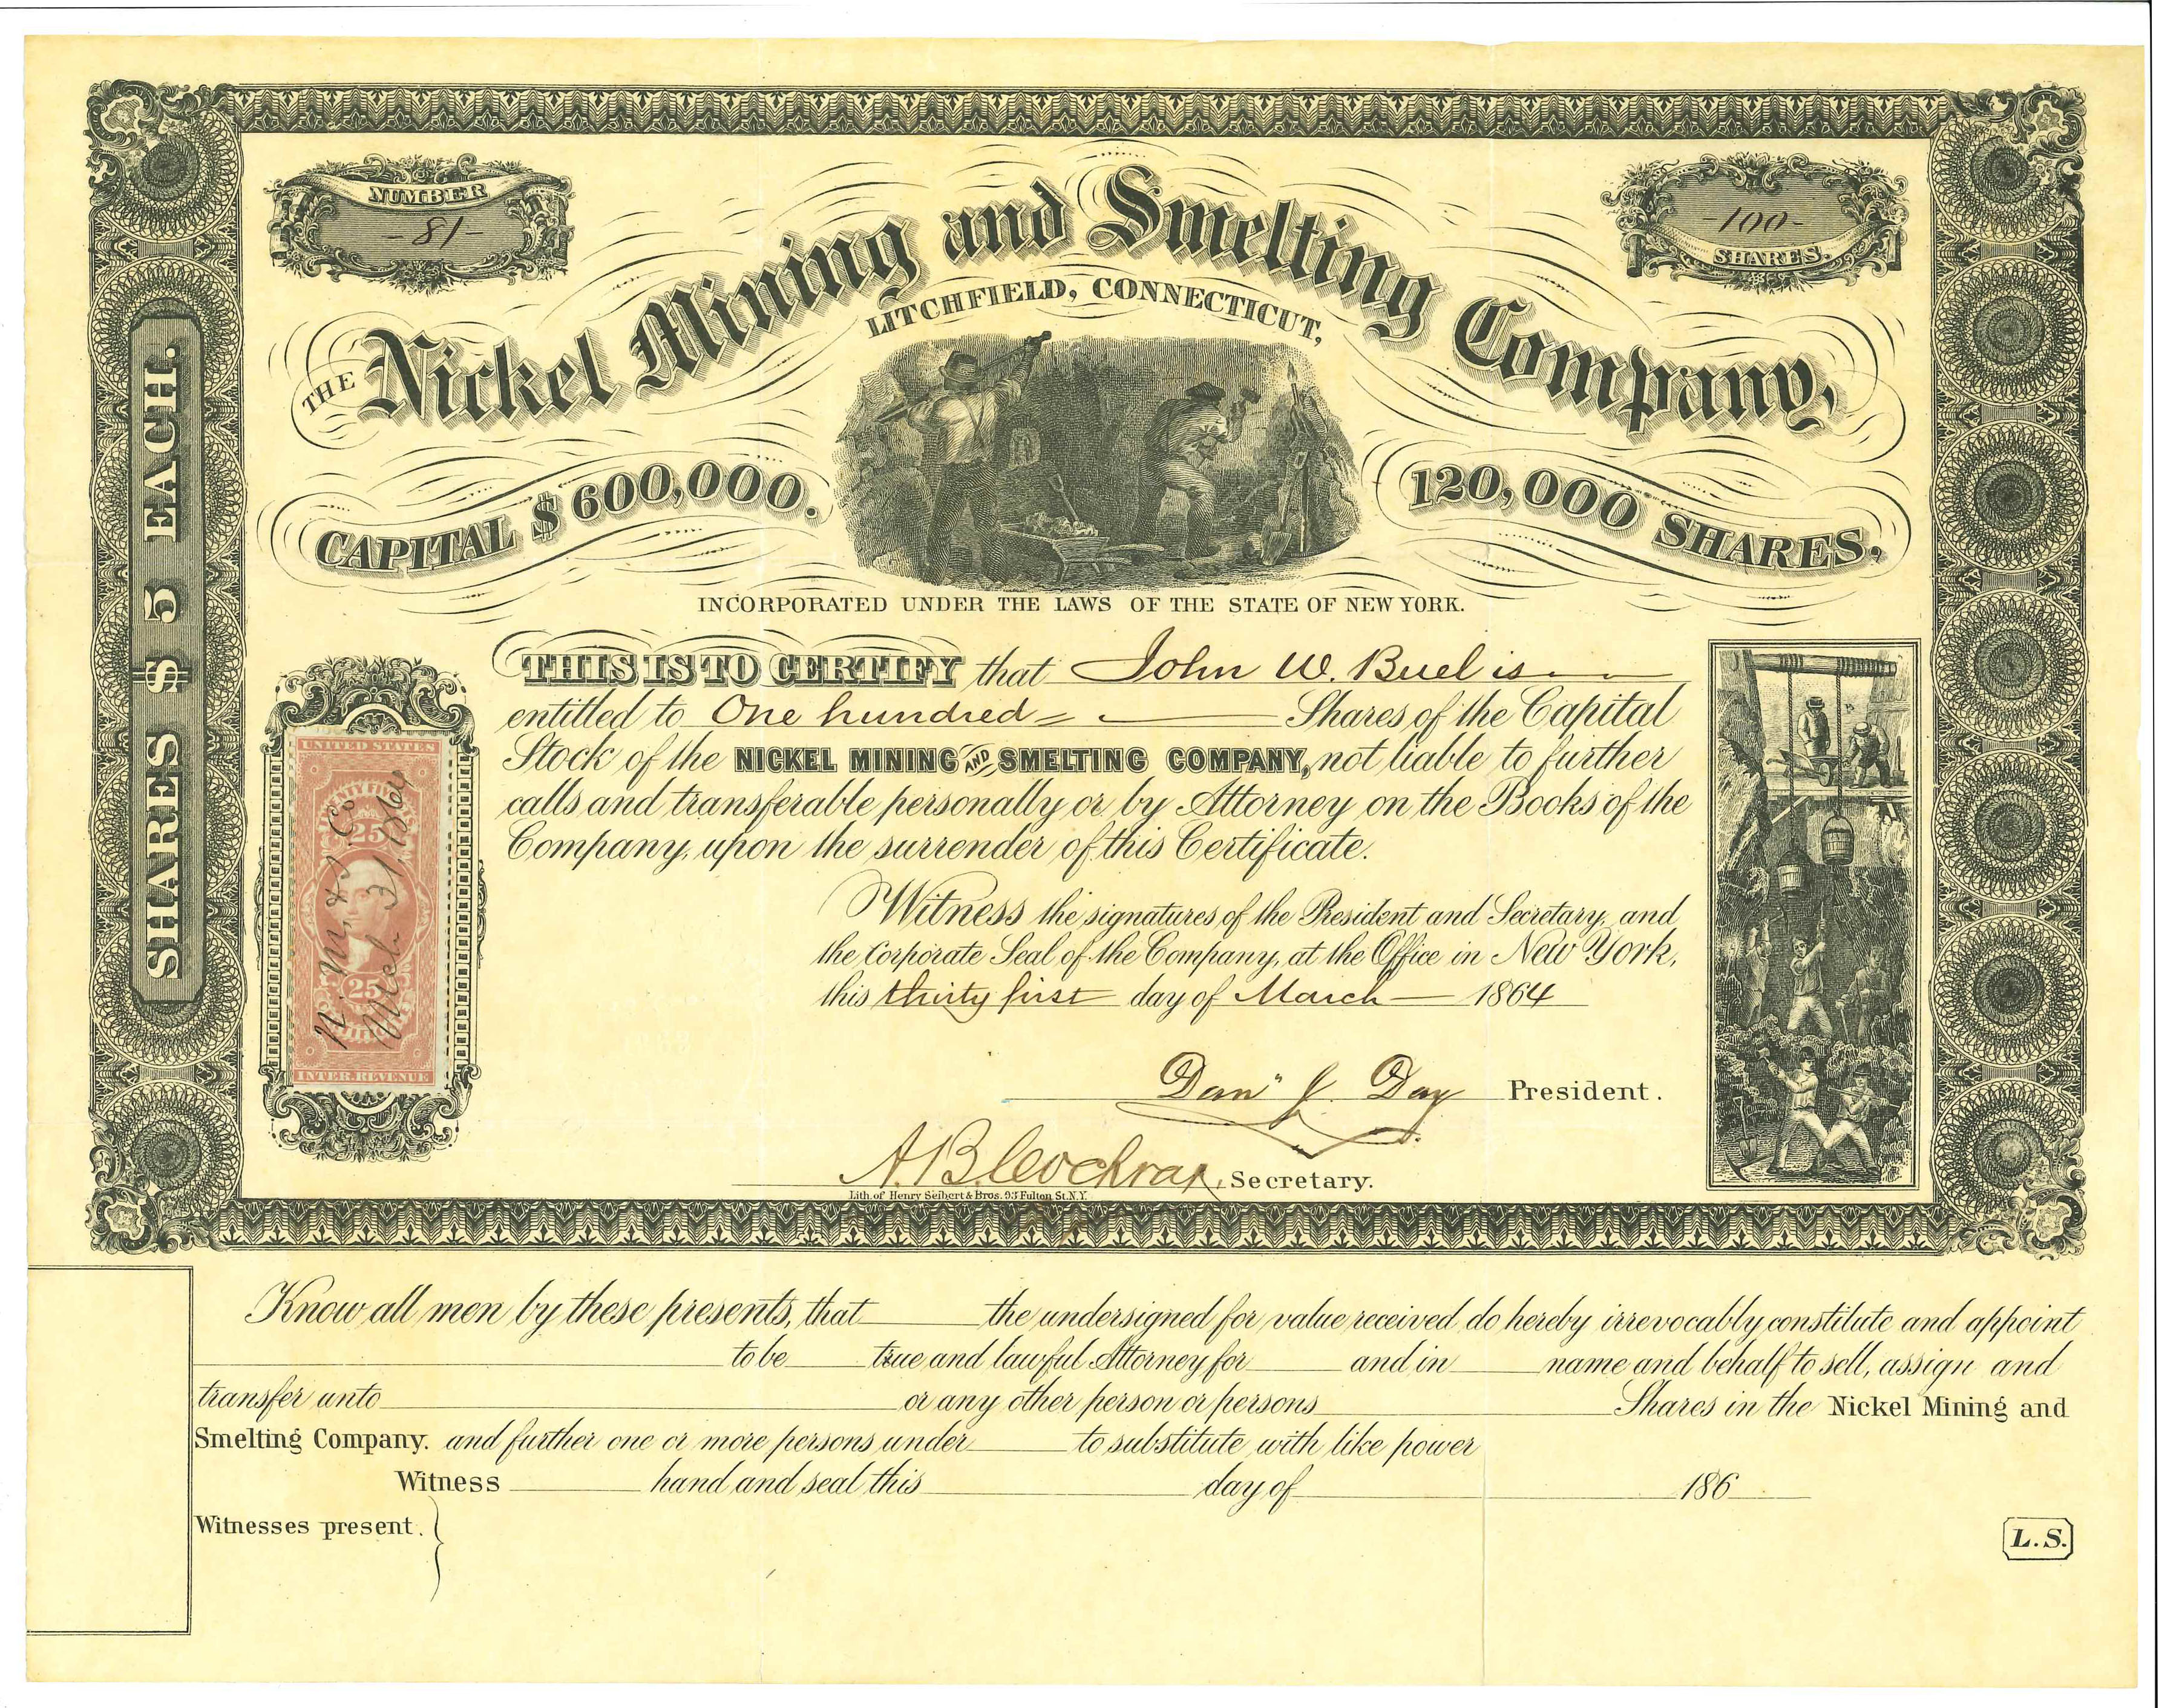 NUMBER
-81-
-100-
SHARES.
THE Nickel Mining and Smelting Company,
LITCHFIELD, CONNECTICUT,
CAPITAL $600,000.
120,000 SHARES,
INCORPORATED UNDER THE LAWS OF THE STATE OF NEW YORK.
SHARES $5 EACH.
THIS IS TO CERTIFY that John W. Buel is
entitled to One hundred Shares of the Capital
Stock of the NICKEL MINING AND SMELTING COMPANY, not liable to further
calls and transferable personally or by Attorney on the Books of the
Company, upon the surrender of this Certificate.
Witness the signatures of the President and Secretary, and
the Corporate Seal of the Company, at the Office in New York,
this thirty first day of March 1864
Danl J. Day President.
A. B. Cochran, Secretary.
Lith. of Henry Seibert & Bros. 93 Fulton St. N.Y.
UNITED STATES
25
N. M. & S. Co
Mch 31, 1864
25
INTER. REVENUE
Know all men by these presents, that the undersigned for value received, do hereby irrevocably constitute and appoint
to be true and lawful Attorney for and in name and behalf to sell, assign and
transfer unto or any other person or persons Shares in the Nickel Mining and
Smelting Company. and further one or more persons under to substitute with like power
Witness hand and seal this day of 186
Witnesses present.
L.S.